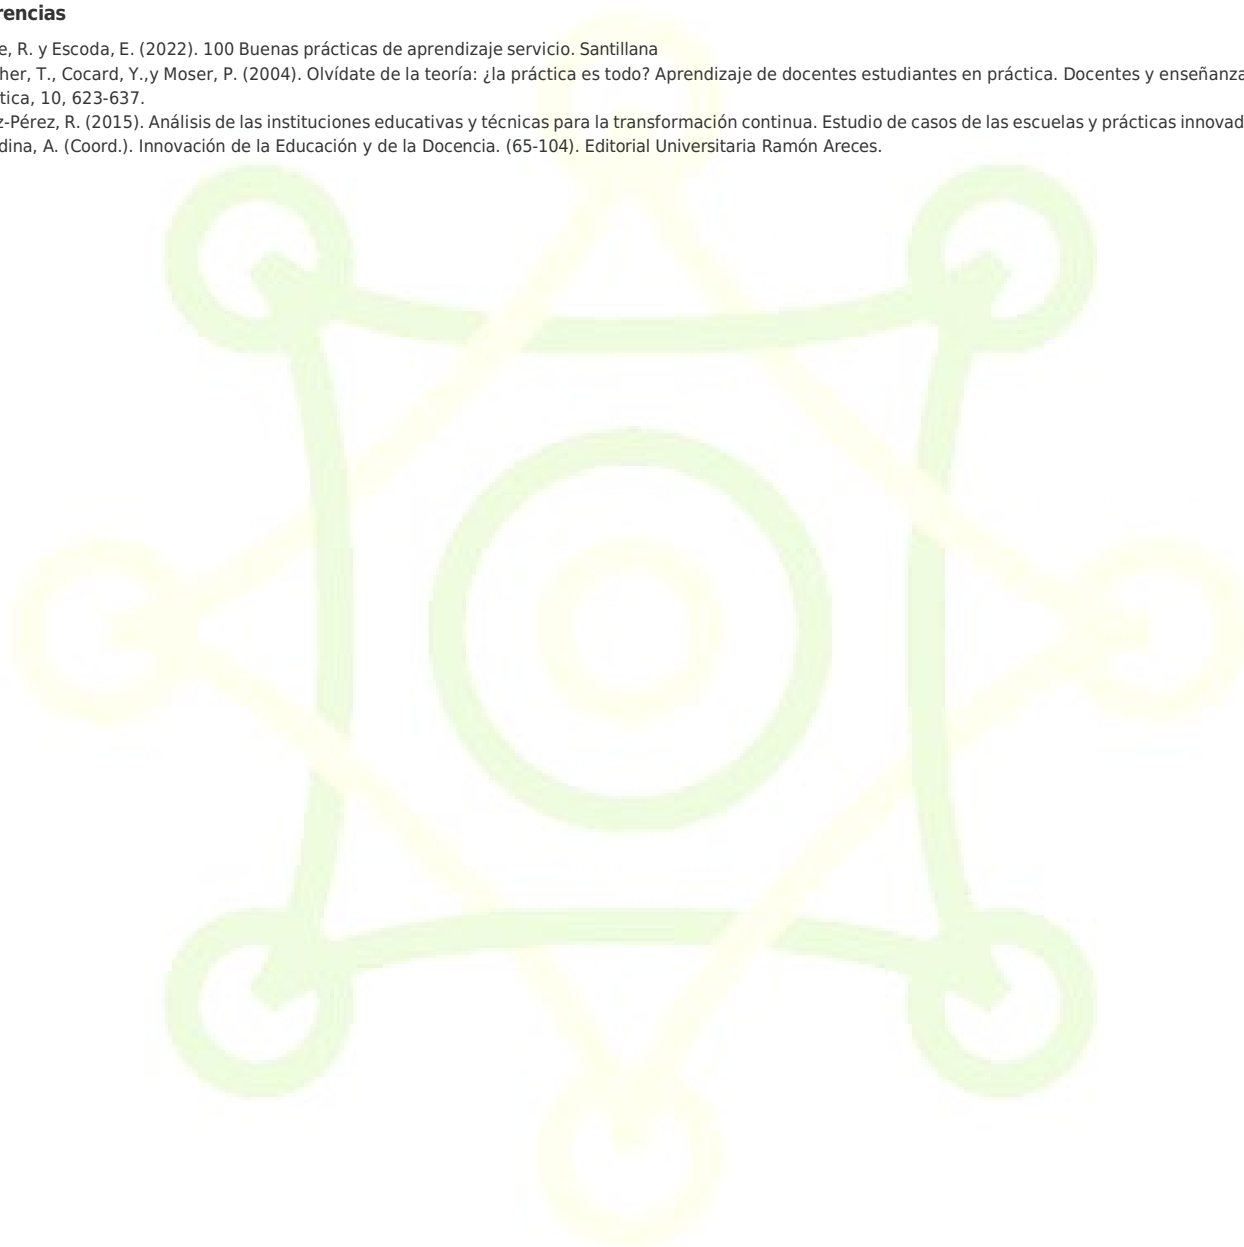 rencias
e, R. y Escoda, E. (2022). 100 Buenas prácticas de aprendizaje servicio. Santillana
her, T., Cocard, Y.,y Moser, P. (2004). Olvídate de la teoría: ¿la práctica es todo? Aprendizaje de docentes estudiantes en práctica. Docentes y enseñanza
tica, 10, 623-637.
z-Pérez, R. (2015). Análisis de las instituciones educativas y técnicas para la transformación continua. Estudio de casos de las escuelas y prácticas innovad
dina, A. (Coord.). Innovación de la Educación y de la Docencia. (65-104). Editorial Universitaria Ramón Areces.